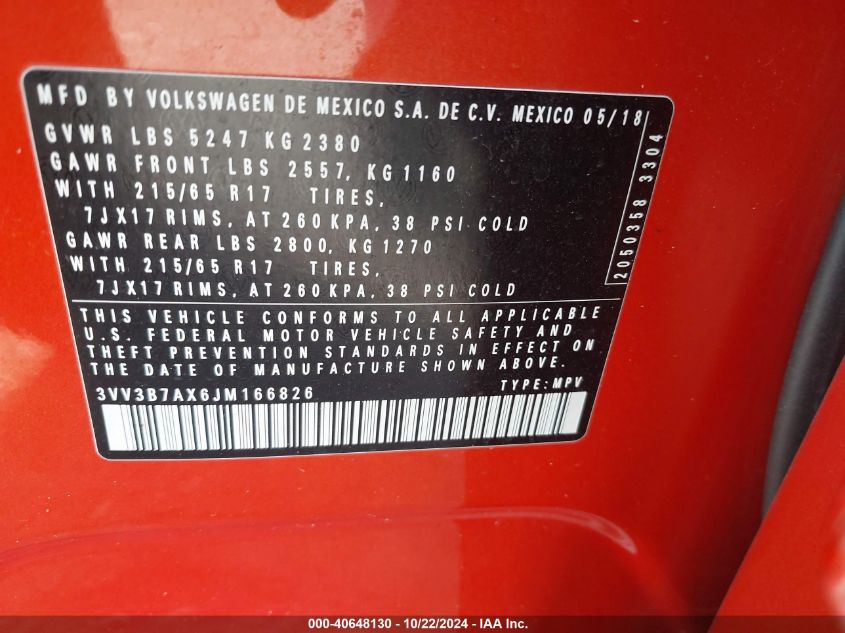 MFD BY VOLKSWAGEN DE MEXICO S.A. DE C.V. MEXICO 05/18
GVWR LBS 5247 KG 2380
GAWR FRONT LBS 2557, KG 1160
WITH 215/65 R17 TIRES,
7JX17 RIMS, AT 260 KPA, 38 PSI COLD
GAWR REAR LBS 2800, KG 1270
WITH 215/65 R17 TIRES,
7JX17 RIMS, AT 260 KPA, 38 PSI COLD
2050358 3304
THIS VEHICLE CONFORMS TO ALL APPLICABLE
U.S. FEDERAL MOTOR VEHICLE SAFETY AND
THEFT PREVENTION STANDARDS IN EFFECT ON
THE DATE OF MANUFACTURE SHOWN ABOVE.
3VV3B7AX6JM166826 TYPE: MPV
000-40648130 - 10/22/2024 - IAA Inc.